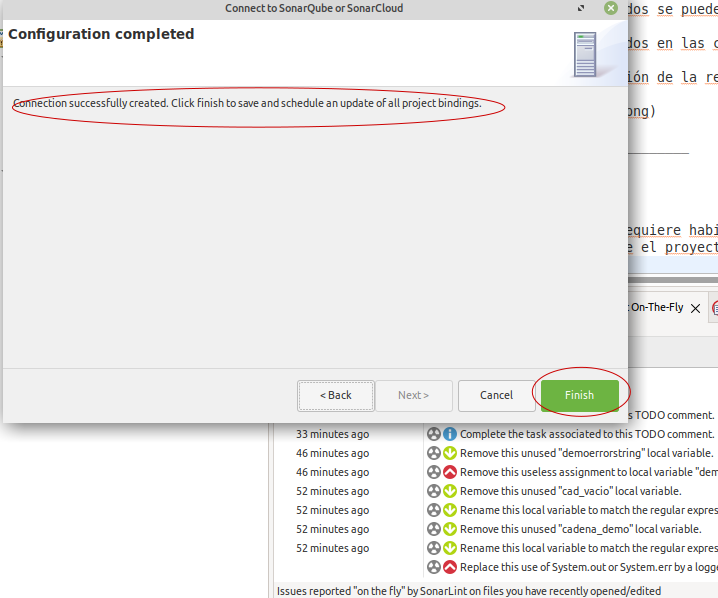 Connect to SonarQube or SonarCloud
Configuration completed
dos se puede
dos en las c
ión de la re
Connection successfully created. Click finish to save and schedule an update of all project bindings.
ong)
equiere habi
e el proyect
On-The-Fly
< Back
Next >
Cancel
Finish
s TODO comment.
33 minutes ago Complete the task associated to this TODO comment.
46 minutes ago Remove this unused "demoerrorstring" local variable.
46 minutes ago Remove this useless assignment to local variable "dem
52 minutes ago Remove this unused "cad_vacio" local variable.
52 minutes ago Rename this local variable to match the regular expres
52 minutes ago Remove this unused "cadena_demo" local variable.
52 minutes ago Rename this local variable to match the regular expres
Replace this use of System.out or System.err by a logge
Issues reported "on the fly" by SonarLint on files you have recently opened/edited